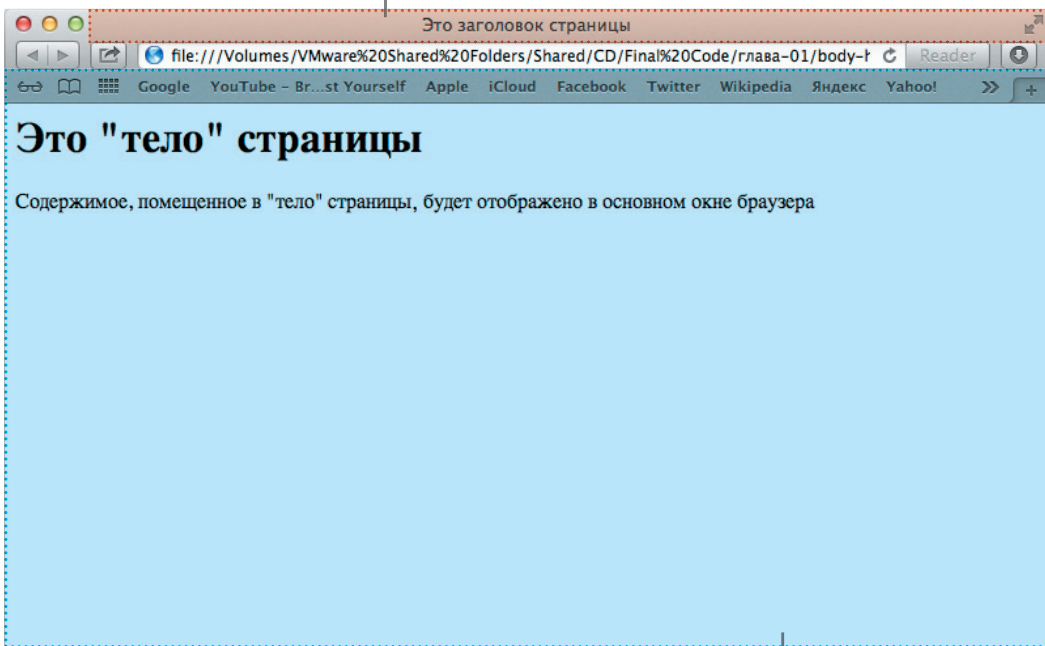 Это заголовок страницы
file:///Volumes/VMware%20Shared%20Folders/Shared/CD/Final%20Code/глава-01/body-h Reader
Google YouTube – Br...st Yourself Apple iCloud Facebook Twitter Wikipedia Яндекс Yahoo!
Это "тело" страницы
Содержимое, помещенное в "тело" страницы, будет отображено в основном окне браузера